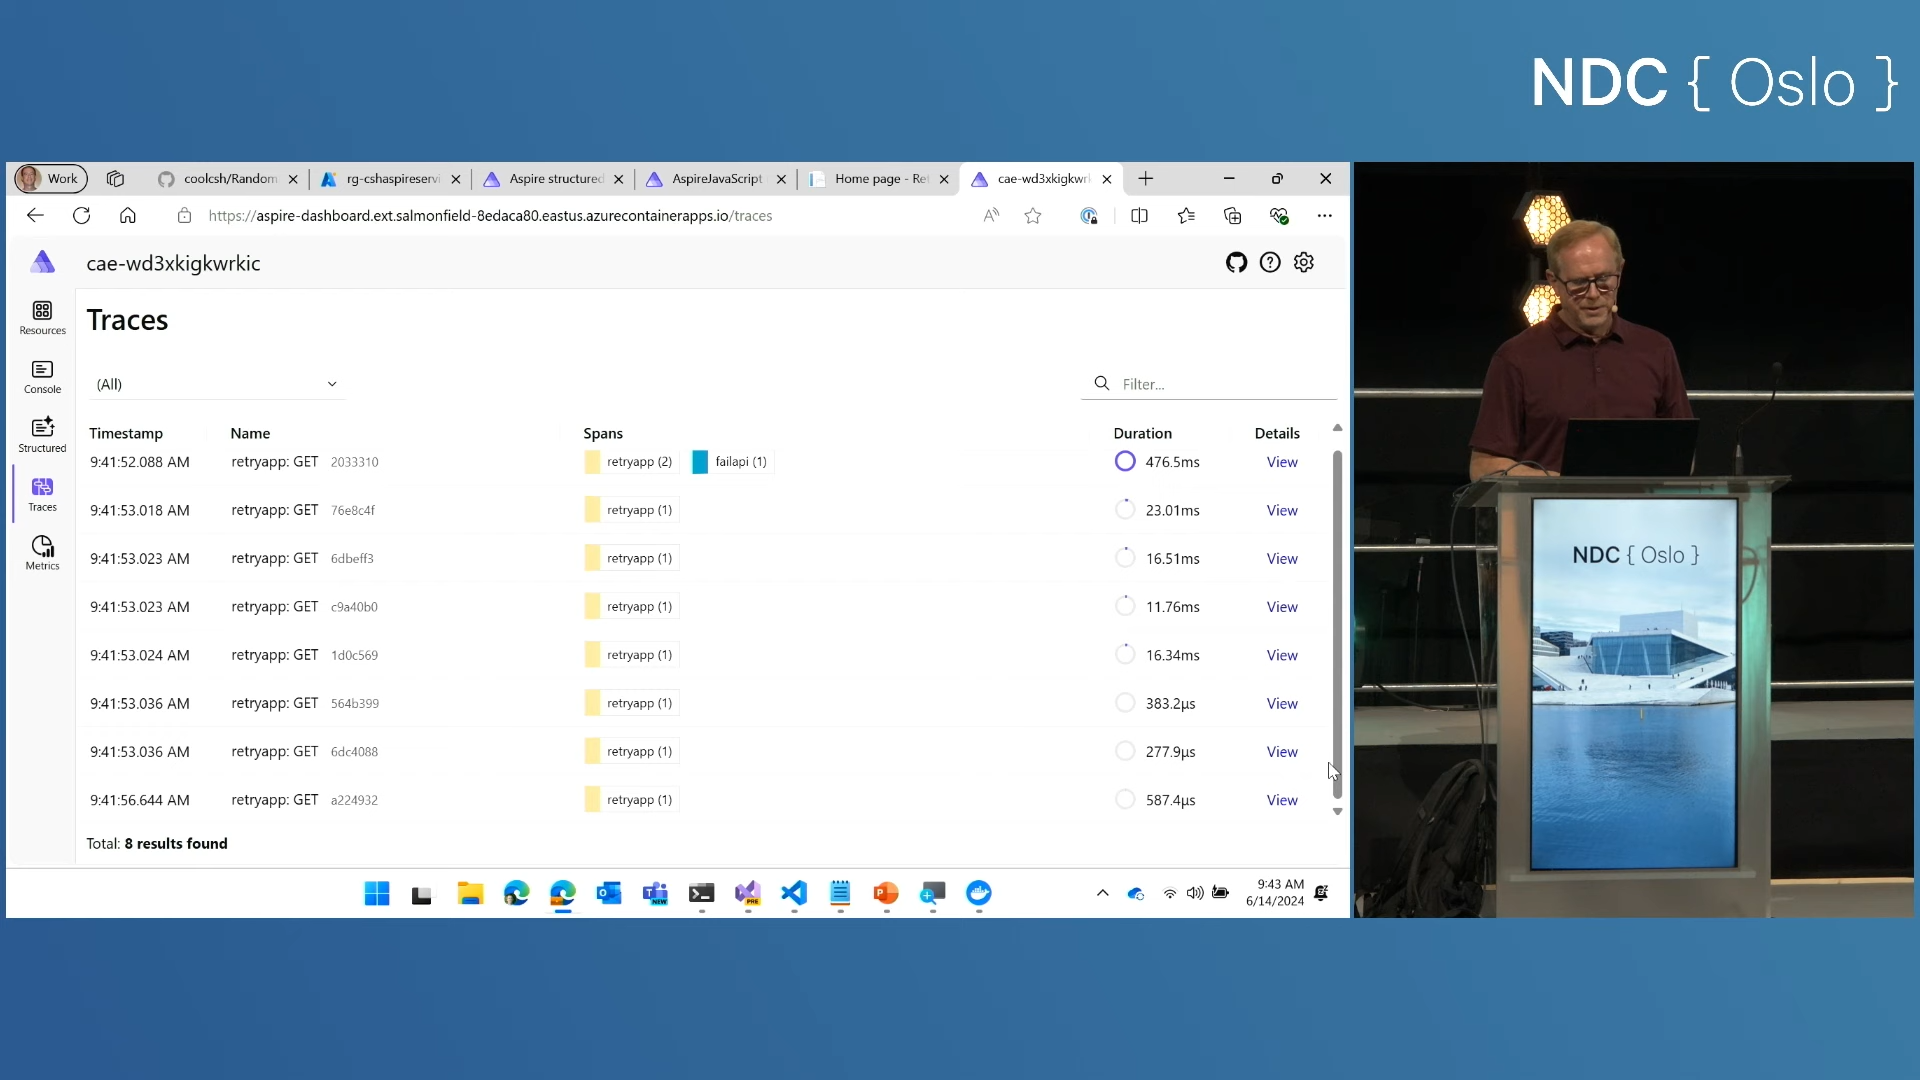 NDC { Oslo }
Work
coolcsh/Random
rg-cshaspireservi
Aspire structured
AspireJavaScript
Home page - Re
cae-wd3xkigkwrk
https://aspire-dashboard.ext.salmonfield-8edaca80.eastus.azurecontainerapps.io/traces
cae-wd3xkigkwrkic
Resources
Console
Structured
Traces
Metrics
Traces
(All)
Filter...
Timestamp Name Spans Duration Details
9:41:52.088 AM retryapp: GET 2033310 retryapp (2) failapi (1) 476.5ms View
9:41:53.018 AM retryapp: GET 76e8c4f retryapp (1) 23.01ms View
9:41:53.023 AM retryapp: GET 6dbeff3 retryapp (1) 16.51ms View
9:41:53.023 AM retryapp: GET c9a40b0 retryapp (1) 11.76ms View
9:41:53.024 AM retryapp: GET 1d0c569 retryapp (1) 16.34ms View
9:41:53.036 AM retryapp: GET 564b399 retryapp (1) 383.2μs View
9:41:53.036 AM retryapp: GET 6dc4088 retryapp (1) 277.9μs View
9:41:56.644 AM retryapp: GET a224932 retryapp (1) 587.4μs View
Total: 8 results found
NEW
PRE
9:43 AM
6/14/2024
NDC { Oslo }